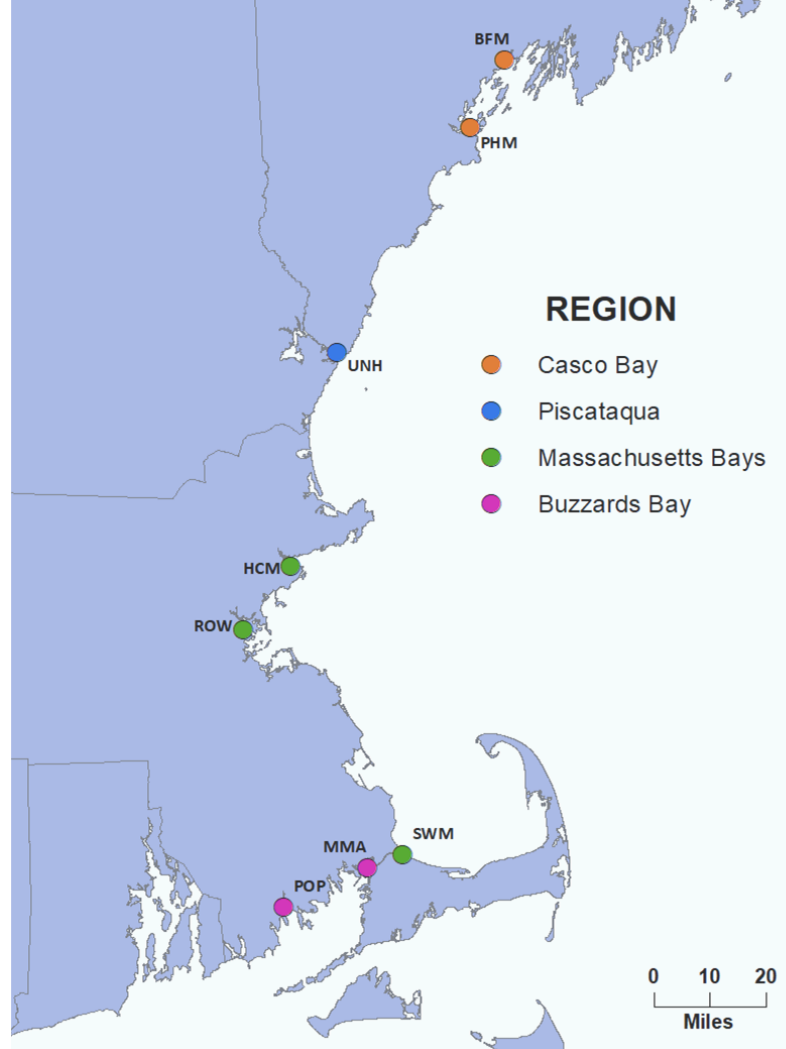 BFM
PHM
REGION
UNH
Casco Bay
Piscataqua
Massachusetts Bays
Buzzards Bay
HCM
ROW
SWM
MMA
POP
0 10 20
Miles